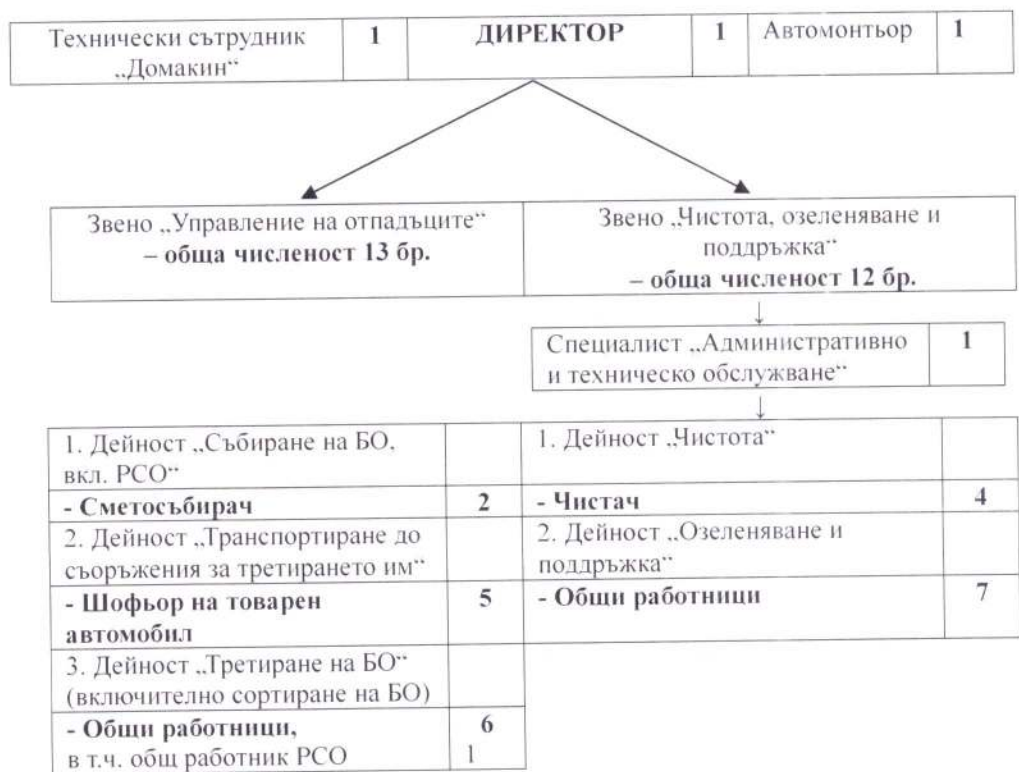 Технически сътрудник
„Домакин“
1
ДИРЕКТОР
1
Автомонтьор
1
Звено „Управление на отпадъците“
– обща численост 13 бр.
Звено „Чистота, озеленяване и
поддръжка“
– обща численост 12 бр.
↓
Специалист „Административно
и техническо обслужване“
1
↓
1. Дейност „Събиране на БО,
вкл. РСО“
- Сметосъбирач
2
2. Дейност „Транспортиране до
съоръжения за третирането им“
- Шофьор на товарен
автомобил
5
3. Дейност „Третиране на БО“
(включително сортиране на БО)
- Общи работници,
6
в т.ч. общ работник РСО
1
1. Дейност „Чистота“
- Чистач
4
2. Дейност „Озеленяване и
поддръжка“
- Общи работници
7